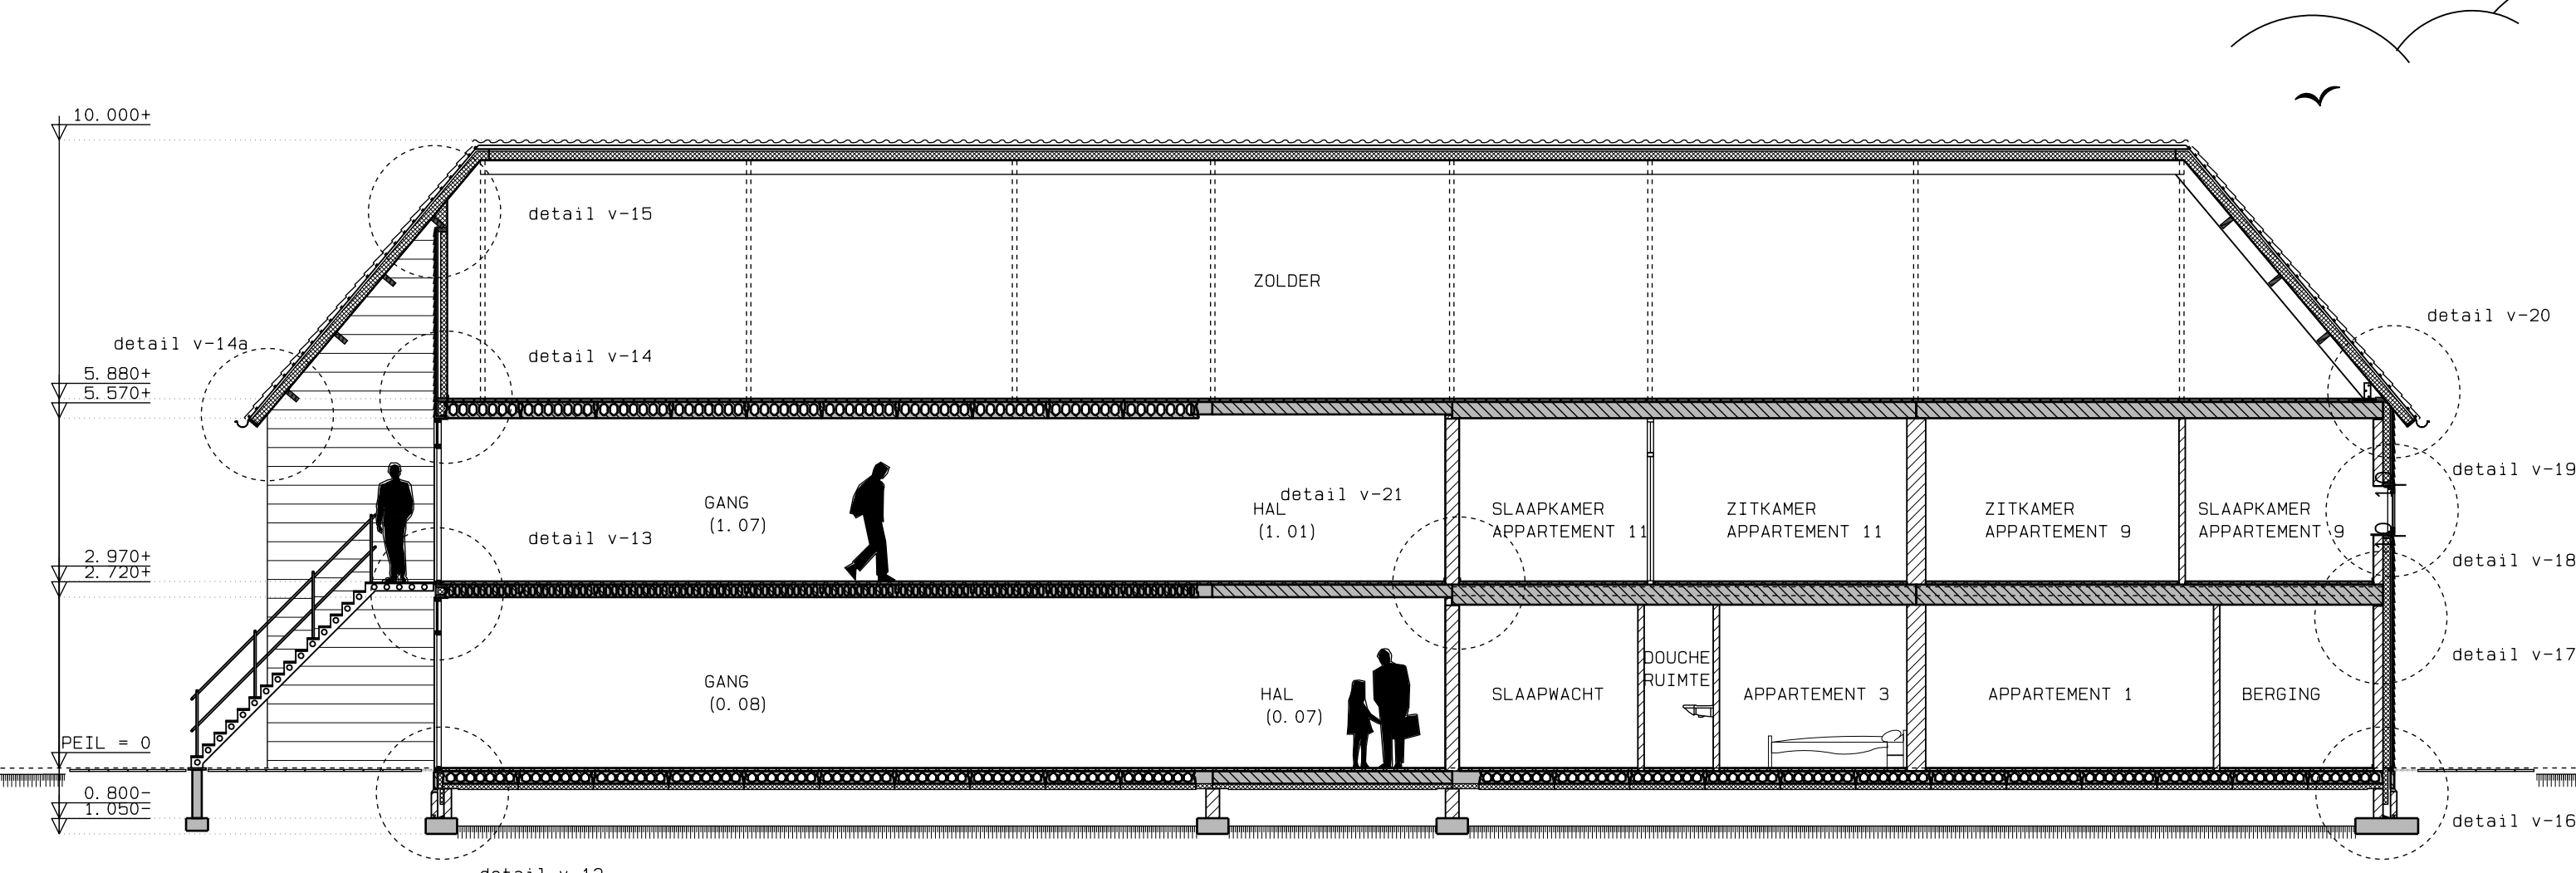 10.000+
detail v-15
ZOLDER
detail v-20
detail v-14a
detail v-14
5.880+
5.570+
detail v-19
GANG
(1.07)
detail v-21
HAL
(1.01)
SLAAPKAMER
APPARTEMENT 11
ZITKAMER
APPARTEMENT 11
ZITKAMER
APPARTEMENT 9
SLAAPKAMER
APPARTEMENT 9
detail v-13
2.970+
2.720+
detail v-18
detail v-17
GANG
(0.08)
HAL
(0.07)
SLAAPWACHT
DOUCHE
RUIMTE
APPARTEMENT 3
APPARTEMENT 1
BERGING
PEIL = 0
0.800-
1.050-
detail v-16